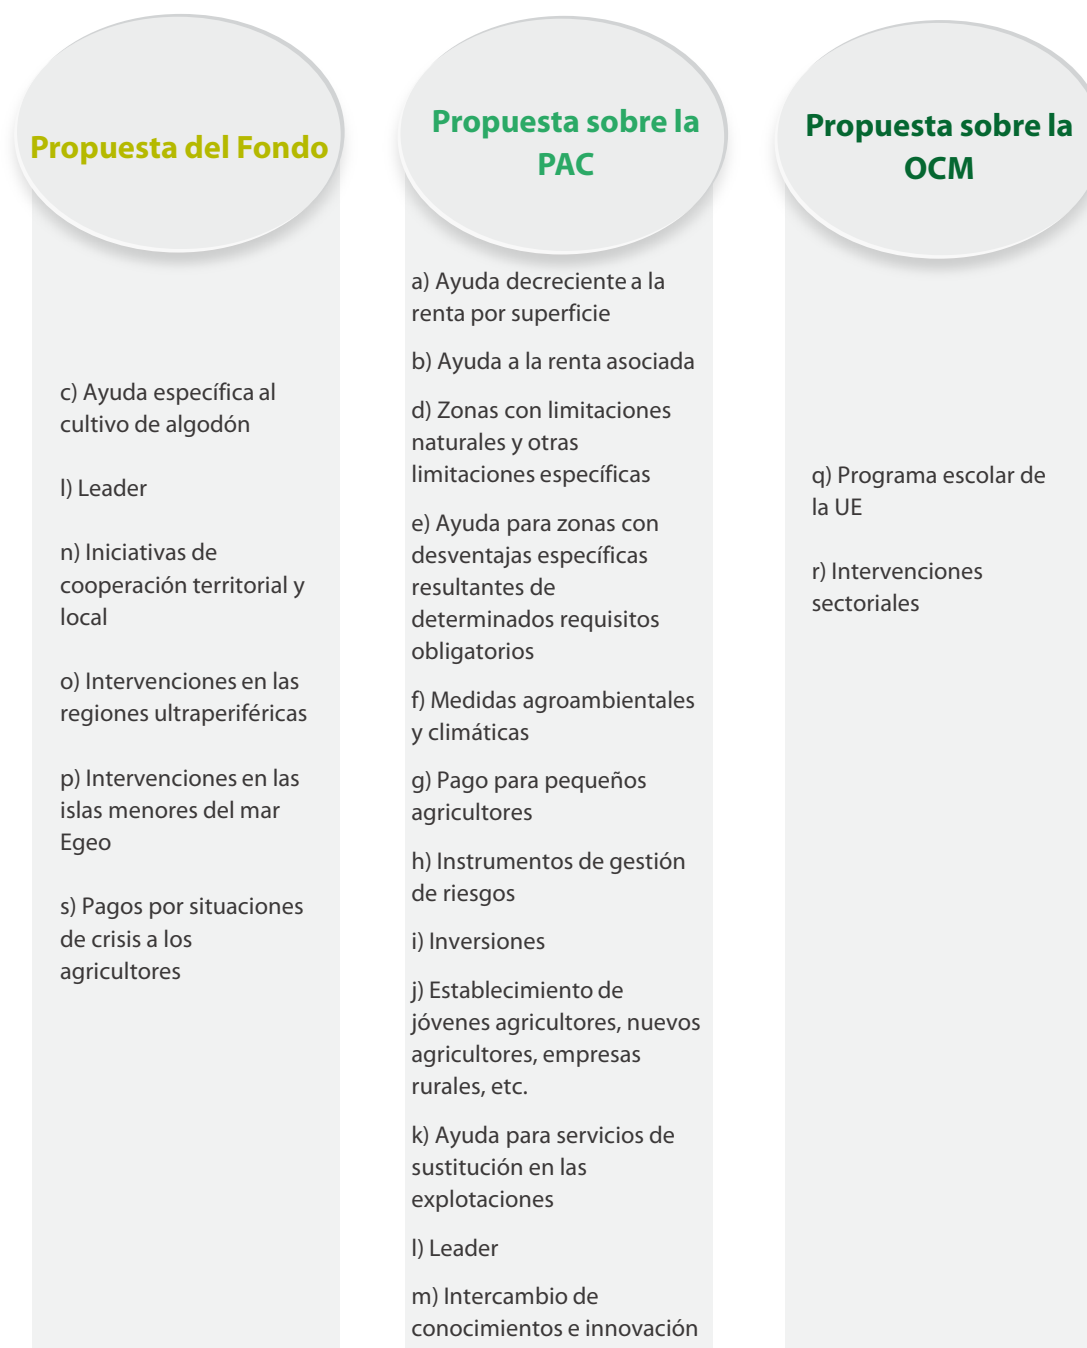 Propuesta del Fondo
c) Ayuda específica al
cultivo de algodón
l) Leader
n) Iniciativas de
cooperación territorial y
local
o) Intervenciones en las
regiones ultraperiféricas
p) Intervenciones en las
islas menores del mar
Egeo
s) Pagos por situaciones
de crisis a los
agricultores
Propuesta sobre la
PAC
a) Ayuda decreciente a la
renta por superficie
b) Ayuda a la renta asociada
d) Zonas con limitaciones
naturales y otras
limitaciones específicas
e) Ayuda para zonas con
desventajas específicas
resultantes de
determinados requisitos
obligatorios
f) Medidas agroambientales
y climáticas
g) Pago para pequeños
agricultores
h) Instrumentos de gestión
de riesgos
i) Inversiones
j) Establecimiento de
jóvenes agricultores, nuevos
agricultores, empresas
rurales, etc.
k) Ayuda para servicios de
sustitución en las
explotaciones
l) Leader
m) Intercambio de
conocimientos e innovación
Propuesta sobre la
OCM
q) Programa escolar de
la UE
r) Intervenciones
sectoriales